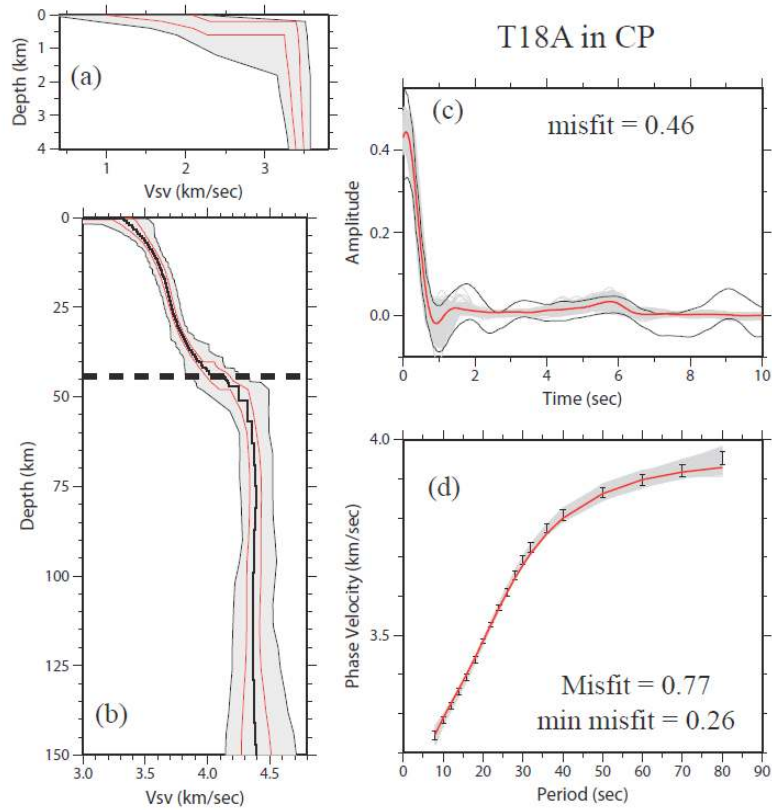 T18A in CP
0
1
2
3
4
Depth (km)
(a)
1
2
3
Vsv (km/sec)
0
25
50
75
100
125
150
Depth (km)
(b)
3.0
3.5
4.0
4.5
Vsv (km/sec)
(c)
misfit = 0.46
0.4
0.2
0.0
Amplitude
0
2
4
6
8
10
Time (sec)
4.0
3.5
Phase Velocity (km/sec)
(d)
Misfit = 0.77
min misfit = 0.26
0
10
20
30
40
50
60
70
80
90
Period (sec)